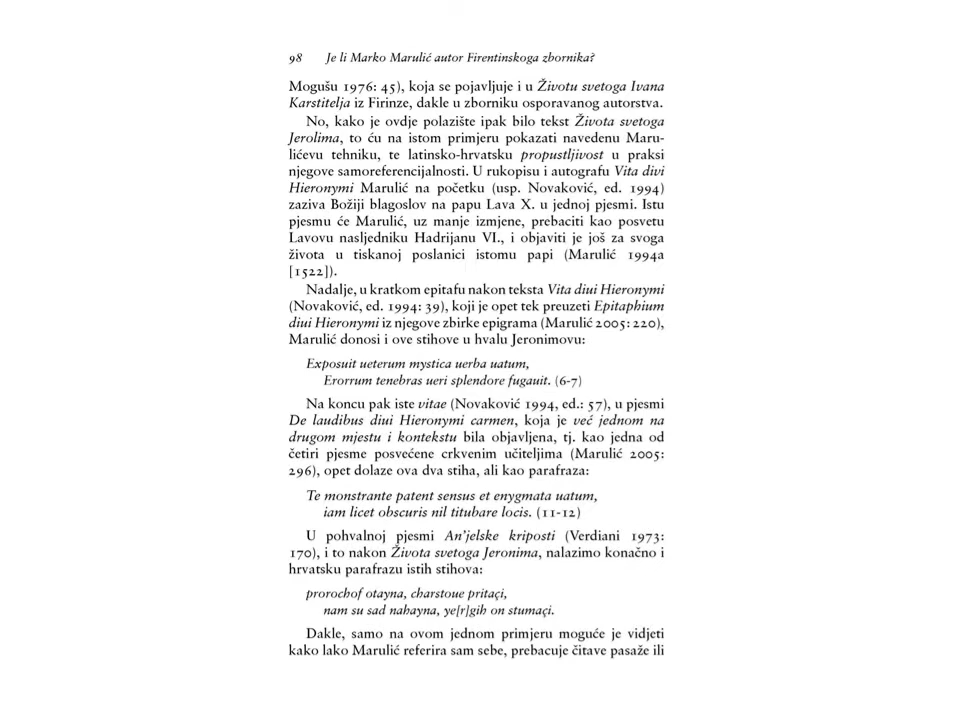 98 Je li Marko Marulić autor Firentinskoga zbornika?
Mogušu 1976: 45), koja se pojavljuje i u Životu svetoga Ivana
Karstitelja iz Firinze, dakle u zborniku osporavanog autorstva.
No, kako je ovdje polazište ipak bilo tekst Života svetoga
Jerolima, to ću na istom primjeru pokazati navedenu Maru-
lićevu tehniku, te latinsko-hrvatsku propustljivost u praksi
njegove samoreferencijalnosti. U rukopisu i autografu Vita divi
Hieronymi Marulić na početku (usp. Novaković, ed. 1994)
zaziva Božiji blagoslov na papu Lava X. u jednoj pjesmi. Istu
pjesmu će Marulić, uz manje izmjene, prebaciti kao posvetu
Lavovu nasljedniku Hadrijanu VI., i objaviti je još za svoga
života u tiskanoj poslanici istomu papi (Marulić 1994a
[1522]).
Nadalje, u kratkom epitafu nakon teksta Vita diui Hieronymi
(Novaković, ed. 1994: 39), koji je opet tek preuzeti Epitaphium
diui Hieronymi iz njegove zbirke epigrama (Marulić 2005: 220),
Marulić donosi i ove stihove u hvalu Jeronimovu:
Exposuit ueterum mystica uerba uatum,
Erorrum tenebras ueri splendore fugauit. (6-7)
Na koncu pak iste vitae (Novaković 1994, ed.: 57), u pjesmi
De laudibus diui Hieronymi carmen, koja je već jednom na
drugom mjestu i kontekstu bila objavljena, tj. kao jedna od
četiri pjesme posvećene crkvenim učiteljima (Marulić 2005:
296), opet dolaze ova dva stiha, ali kao parafraza:
Te monstrante patent sensus et enygmata uatum,
iam licet obscuris nil titubare locis. (11-12)
U pohvalnoj pjesmi An’jelske kriposti (Verdiani 1973:
170), i to nakon Života svetoga Jeronima, nalazimo konačno i
hrvatsku parafrazu istih stihova:
prorochof otayna, charstoue pritaçi,
nam su sad nahayna, ye[r]gih on stumaçi.
Dakle, samo na ovom jednom primjeru moguće je vidjeti
kako lako Marulić referira sam sebe, prebacuje čitave pasaže ili